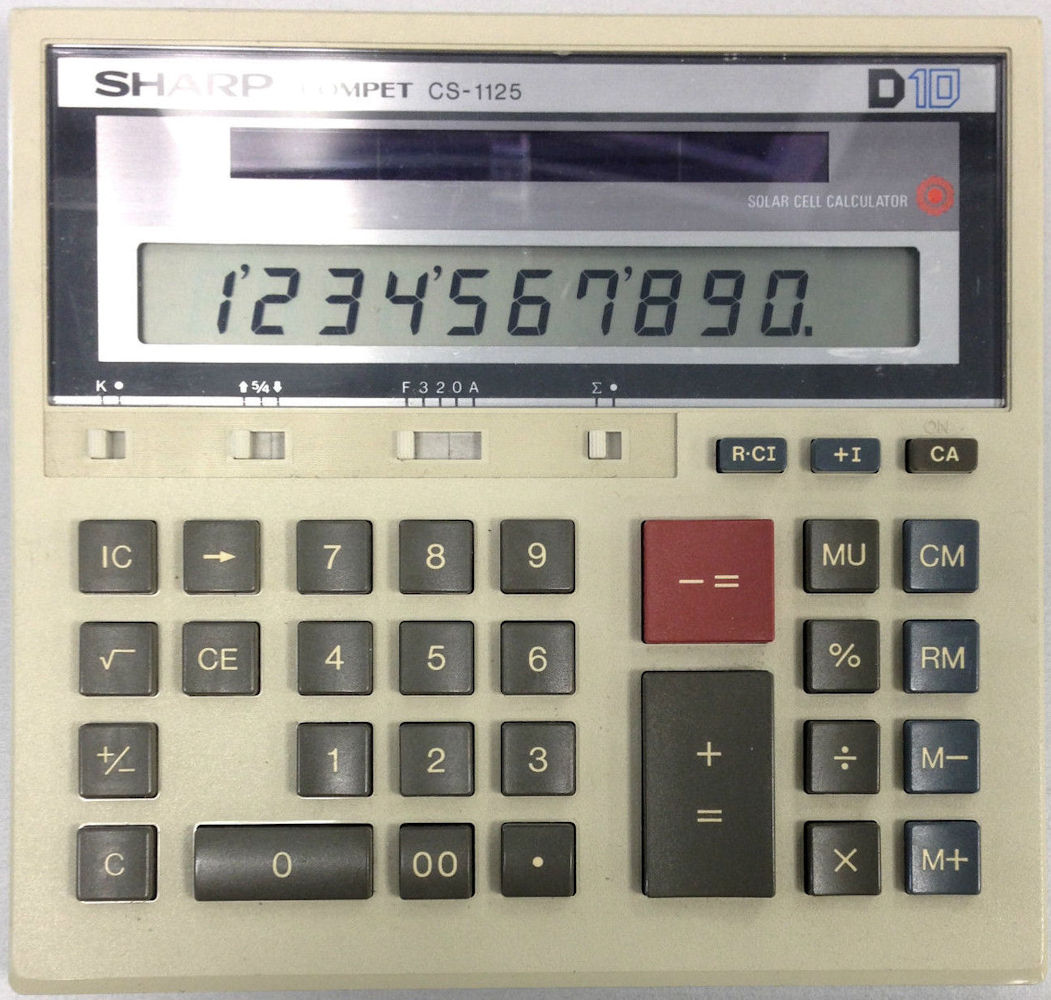 SHARP COMPET CS-1125 D10
SOLAR CELL CALCULATOR
1'234'567'890.
K • ⬆5/4⬇ F 3 2 0 A Σ •
ON
R·CI +I CA
IC → 7 8 9 − = MU CM
√ CE 4 5 6 % RM
+/− 1 2 3 + = ÷ M−
C 0 00 • × M+